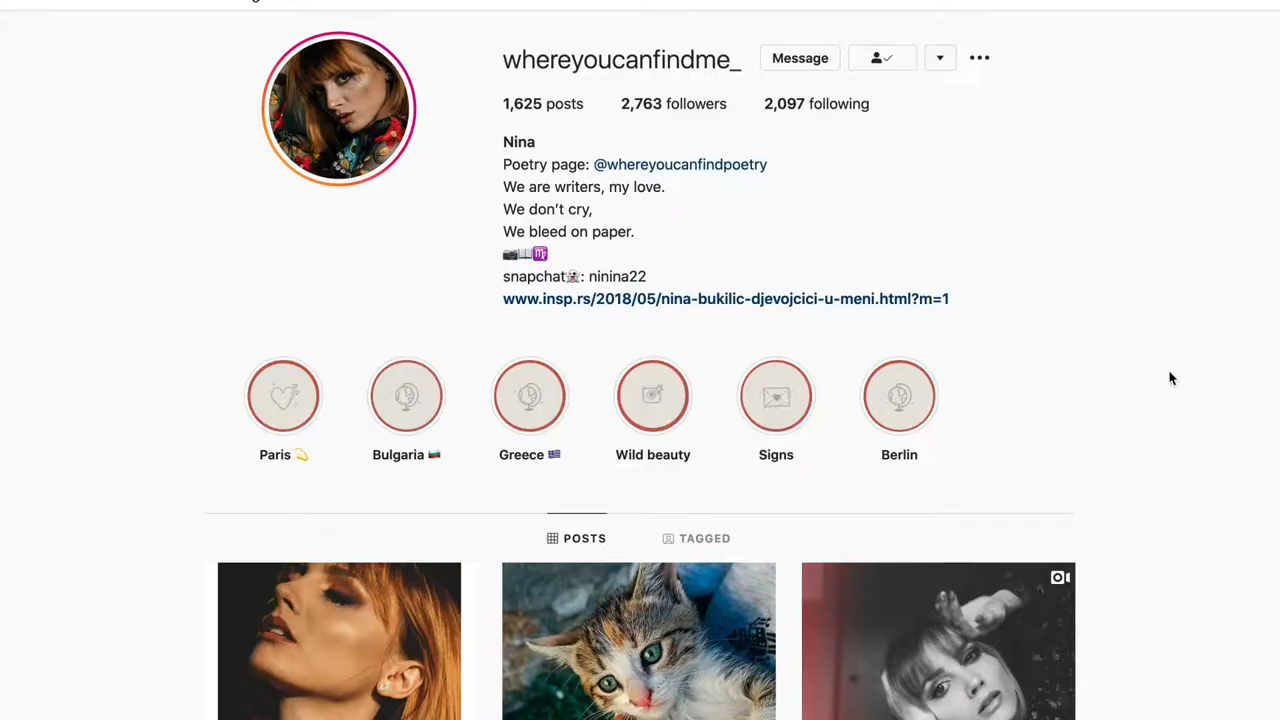 whereyoucanfindme_ Message
1,625 posts 2,763 followers 2,097 following
Nina
Poetry page: @whereyoucanfindpoetry
We are writers, my love.
We don’t cry,
We bleed on paper.
📷📖♍
snapchat👻: ninina22
www.insp.rs/2018/05/nina-bukilic-djevojcici-u-meni.html?m=1
Paris 💫 Bulgaria 🇧🇬 Greece 🇬🇷 Wild beauty Signs Berlin
POSTS TAGGED